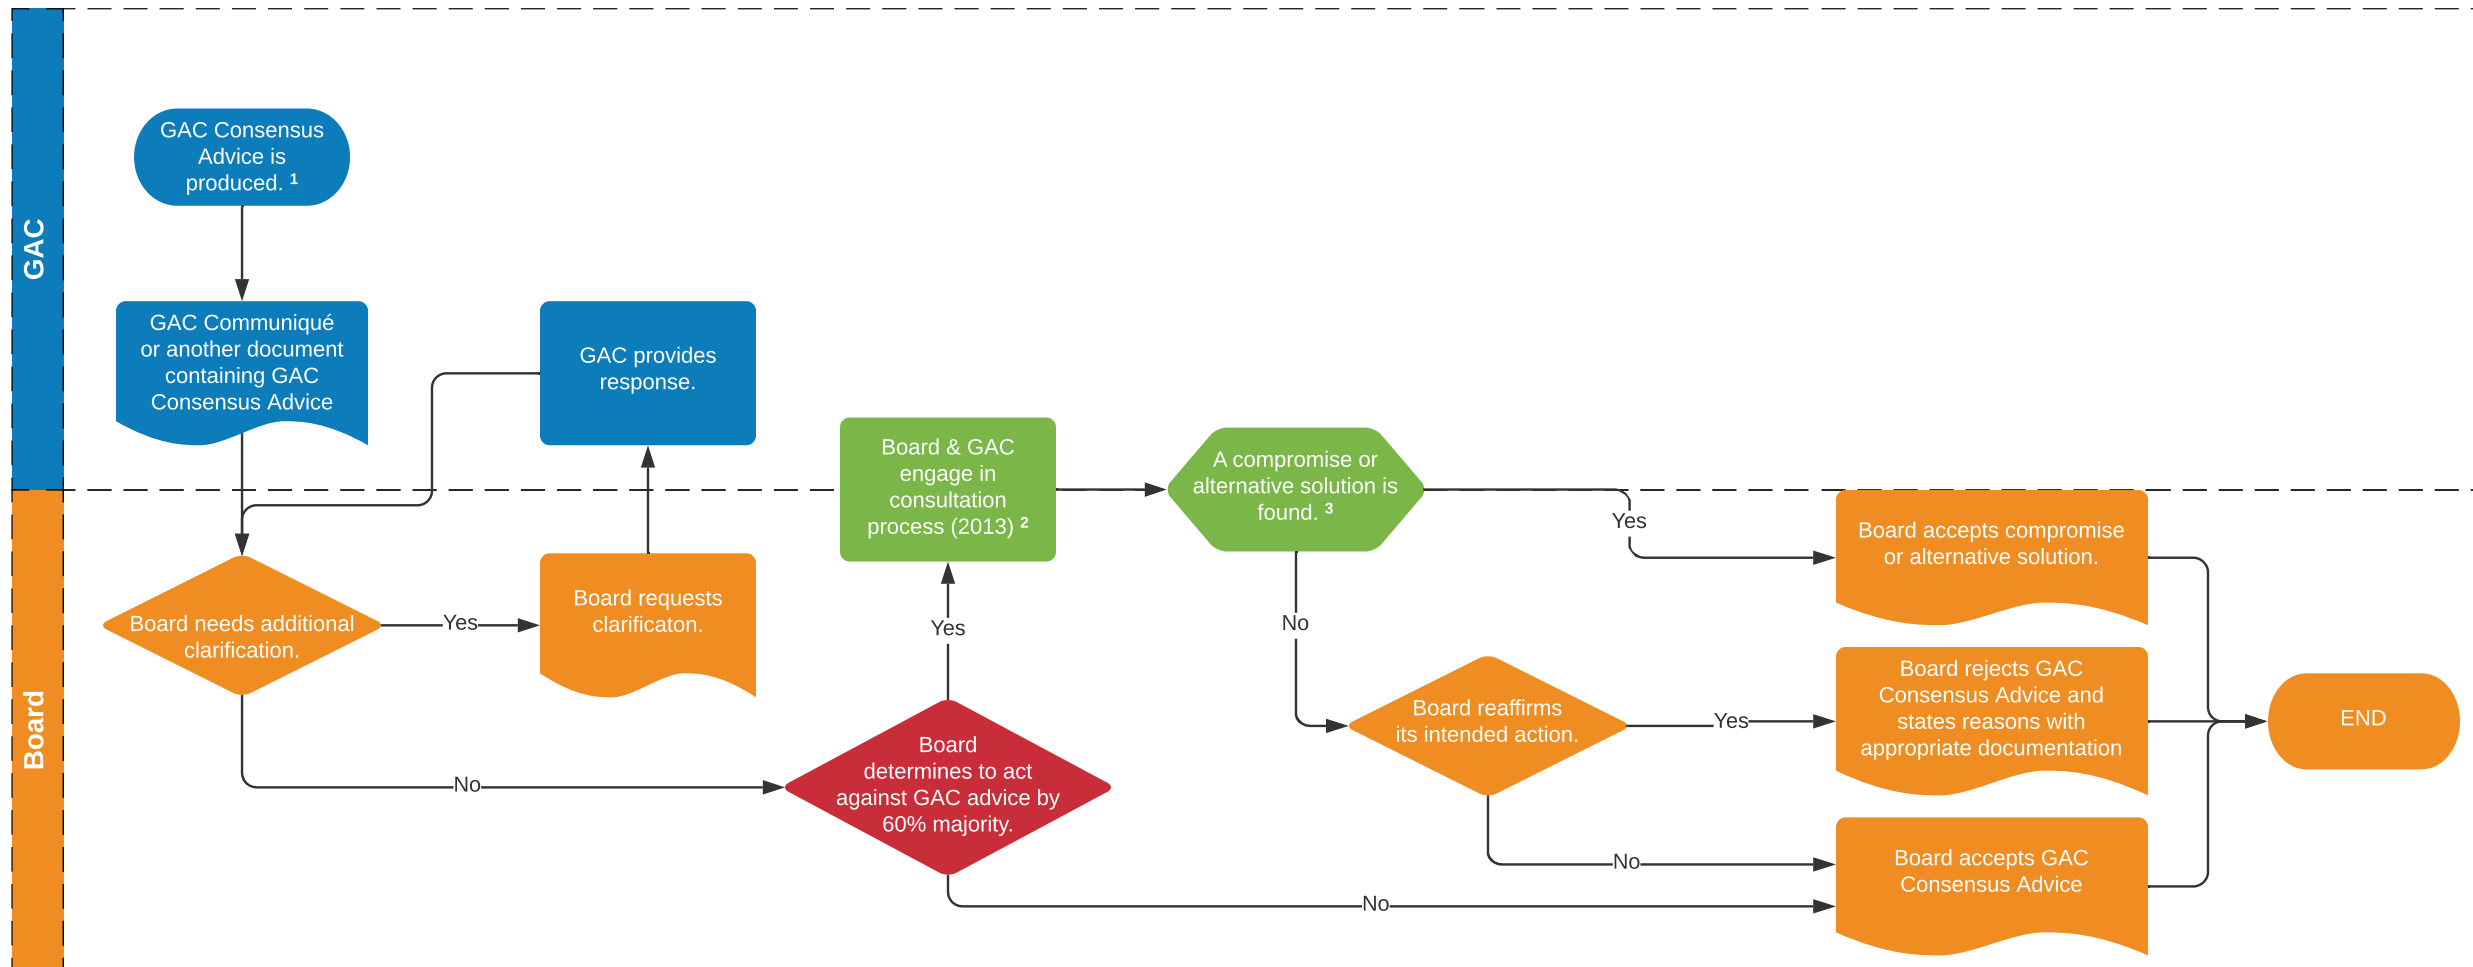 GAC
GAC Consensus
Advice is
produced. 1
GAC Communiqué
or another document
containing GAC
Consensus Advice
GAC provides
response.
Board & GAC
engage in
consultation
process (2013) 2
A compromise or
alternative solution is
found. 3
Yes
Board accepts compromise
or alternative solution.
Board
Board needs additional
clarification.
Yes
Board requests
clarificaton.
Yes
No
Board reaffirms
its intended action.
Yes
Board rejects GAC
Consensus Advice and
states reasons with
appropriate documentation
END
No
Board
determines to act
against GAC advice by
60% majority.
No
No
Board accepts GAC
Consensus Advice